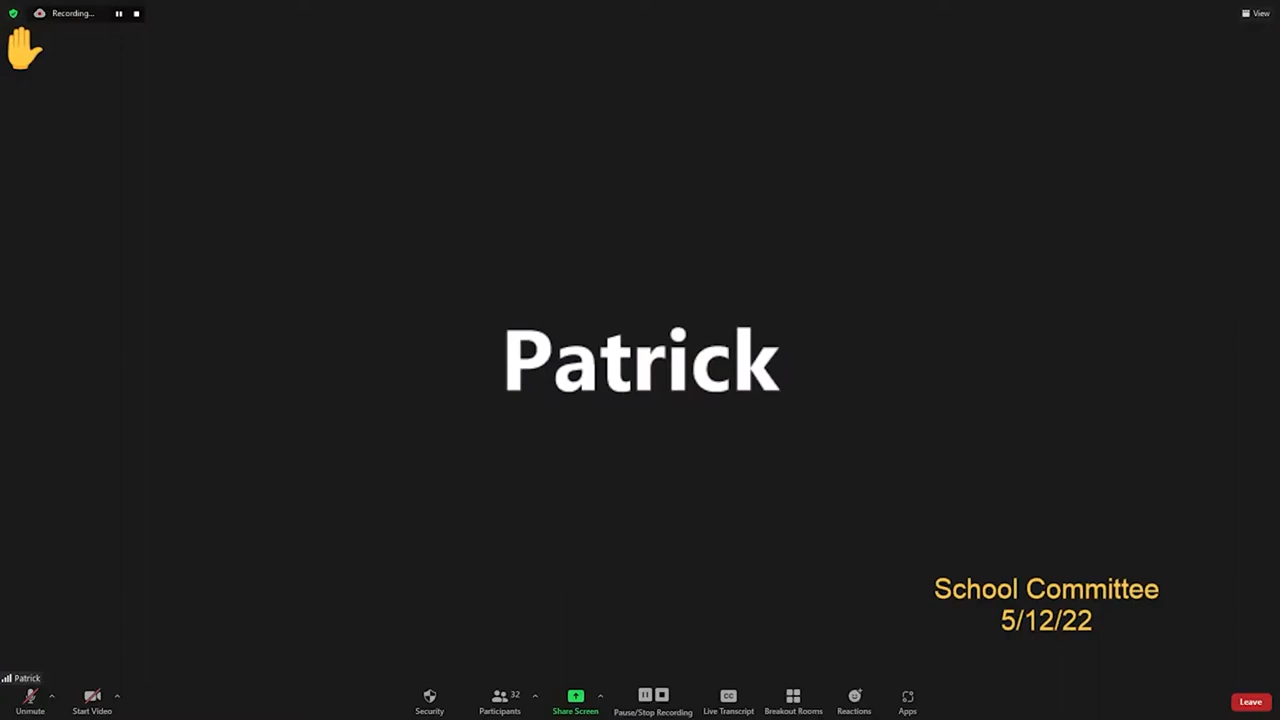 Recording...
View
Patrick
School Committee
5/12/22
Patrick
Unmute
Start Video
Security
Participants
32
Share Screen
Pause/Stop Recording
CC
Live Transcript
Breakout Rooms
Reactions
Apps
Leave